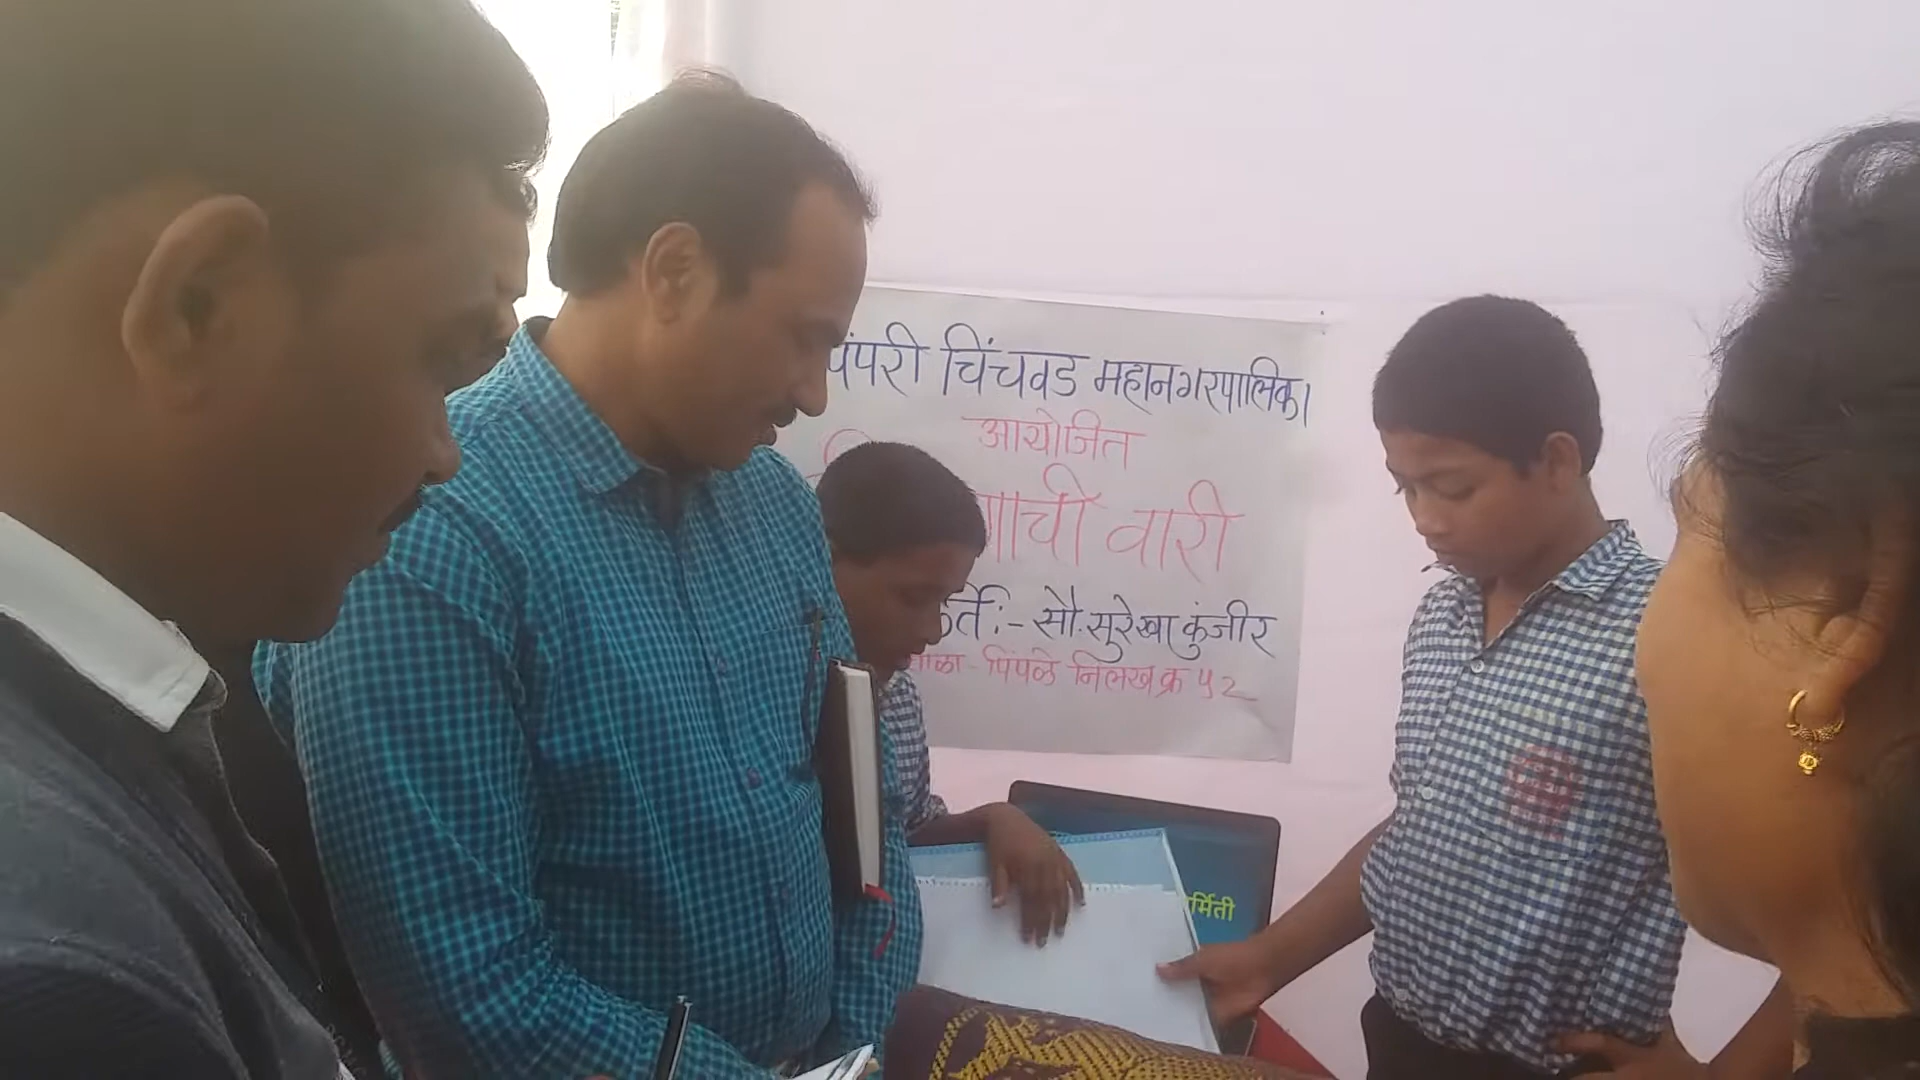 पिंपरी चिंचवड महानगरपालिका
आयोजित
वारी
:- सौ. सुरेखा कुंजीर
पिंपळे निलख क्र ५२
र्मिती